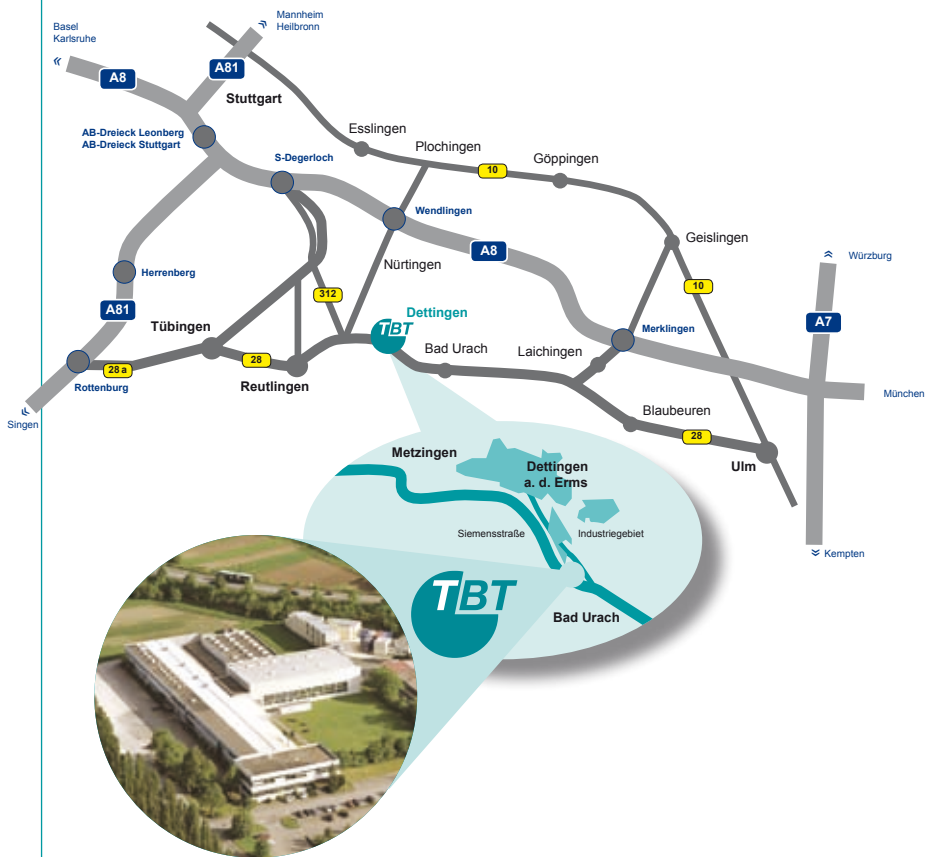 Mannheim
Heilbronn
Basel
Karlsruhe
A8
A81
Stuttgart
AB-Dreieck Leonberg
AB-Dreieck Stuttgart
Esslingen
Plochingen
S-Degerloch
10
Göppingen
Wendlingen
Geislingen
A8
Würzburg
Nürtingen
Herrenberg
10
312
A81
Dettingen
A7
Tübingen
TBT
Merklingen
Bad Urach
Laichingen
28
28 a
Reutlingen
Rottenburg
München
Blaubeuren
Singen
28
Metzingen
Ulm
Dettingen
a. d. Erms
Siemensstraße
Industriegebiet
Kempten
TBT
Bad Urach